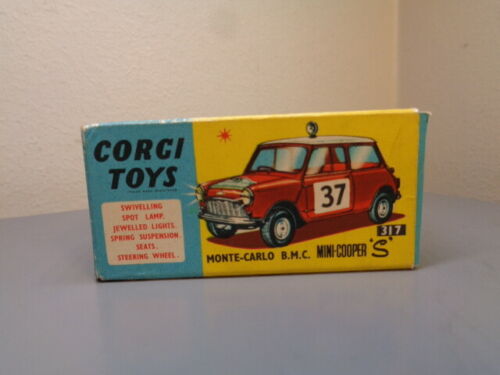 CORGI
TOYS
SWIVELLING
SPOT LAMP.
JEWELLED LIGHTS.
SPRING SUSPENSION.
SEATS.
STEERING WHEEL.
37
317
MONTE-CARLO B.M.C. MINI-COOPER "S"